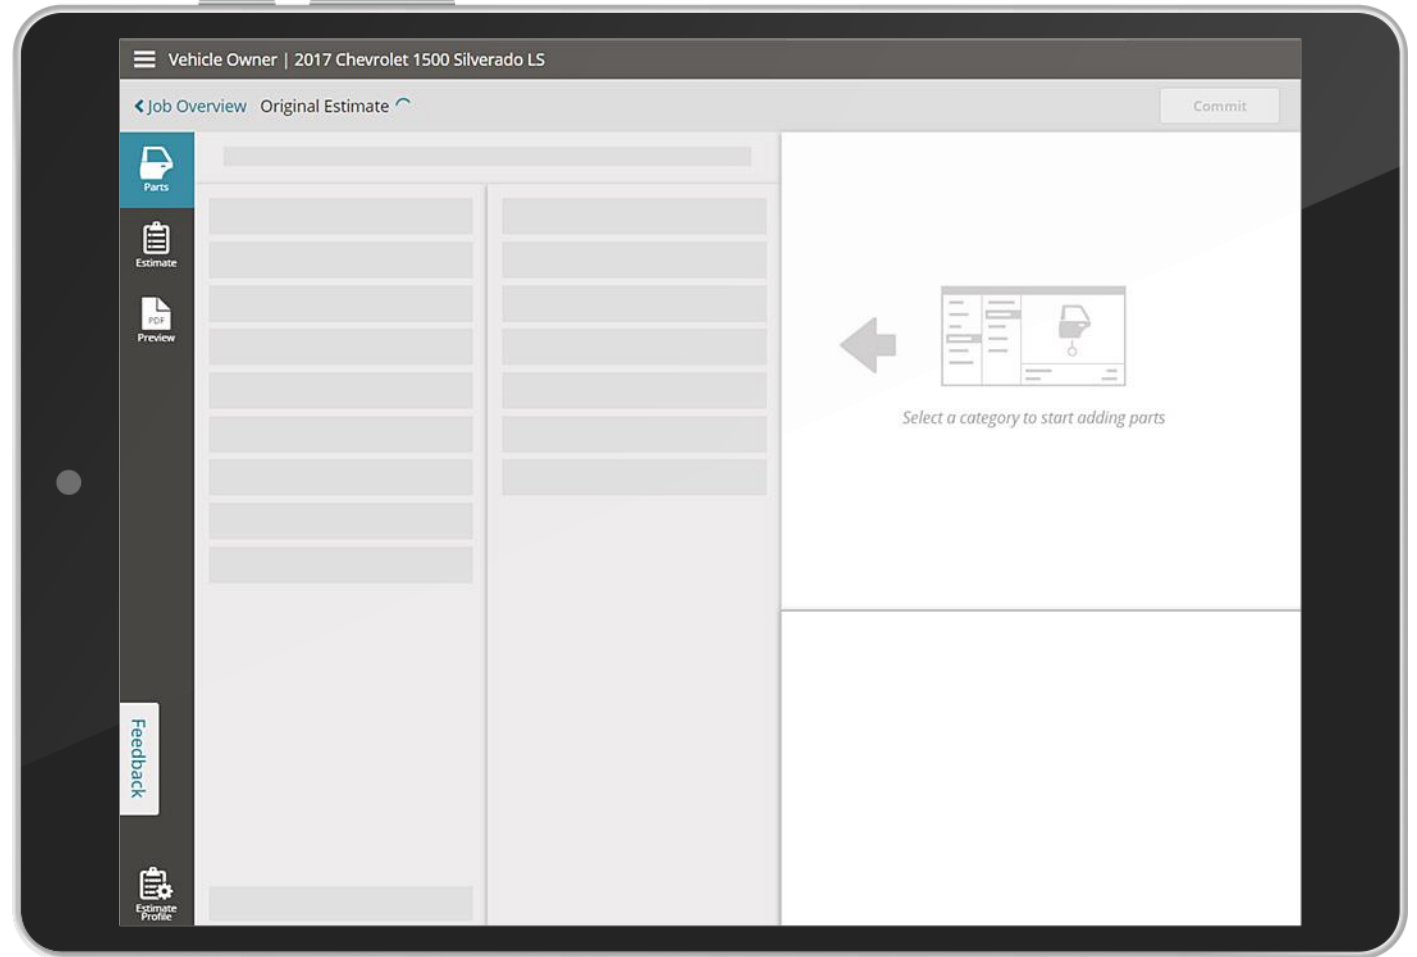 Vehicle Owner | 2017 Chevrolet 1500 Silverado LS
Job Overview Original Estimate
Commit
Parts
Estimate
PDF
Preview
Select a category to start adding parts
Feedback
Estimate
Profile